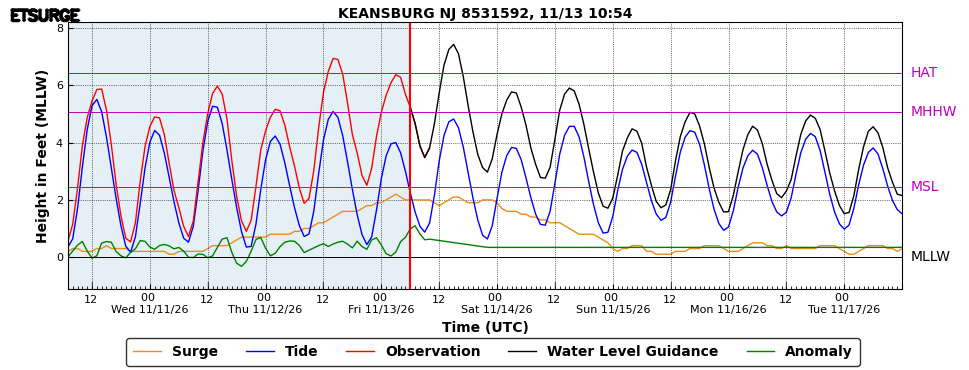 ETSURGE
KEANSBURG NJ 8531592, 11/13 10:54
Height in Feet (MLLW)
8
6
4
2
0
HAT
MHHW
MSL
MLLW
12 00 12 00 12 00 12 00 12 00 12 00 12 00
Wed 11/11/26 Thu 11/12/26 Fri 11/13/26 Sat 11/14/26 Sun 11/15/26 Mon 11/16/26 Tue 11/17/26
Time (UTC)
Surge Tide Observation Water Level Guidance Anomaly